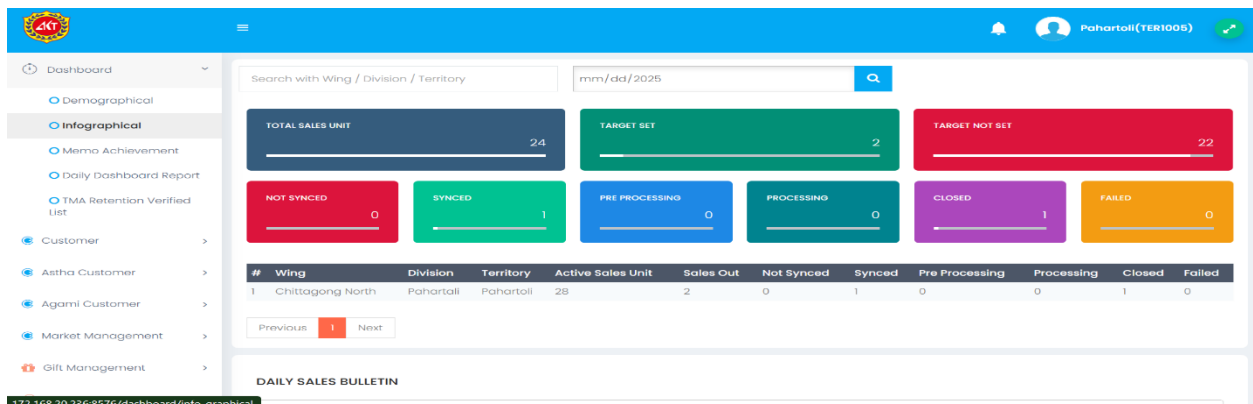 AKT
Pahartoli(TER1005)
Dashboard
Demographical
Infographical
Memo Achievement
Daily Dashboard Report
TMA Retention Verified
List
Customer
Astha Customer
Agami Customer
Market Management
Gift Management
Search with Wing / Division / Territory
mm/dd/2025
TOTAL SALES UNIT
24
TARGET SET
2
TARGET NOT SET
22
NOT SYNCED
0
SYNCED
1
PRE PROCESSING
0
PROCESSING
0
CLOSED
1
FAILED
0
# Wing Division Territory Active Sales Unit Sales Out Not Synced Synced Pre Processing Processing Closed Failed
1 Chittagong North Pahartali Pahartoli 28 2 0 1 0 0 1 0
Previous 1 Next
DAILY SALES BULLETIN